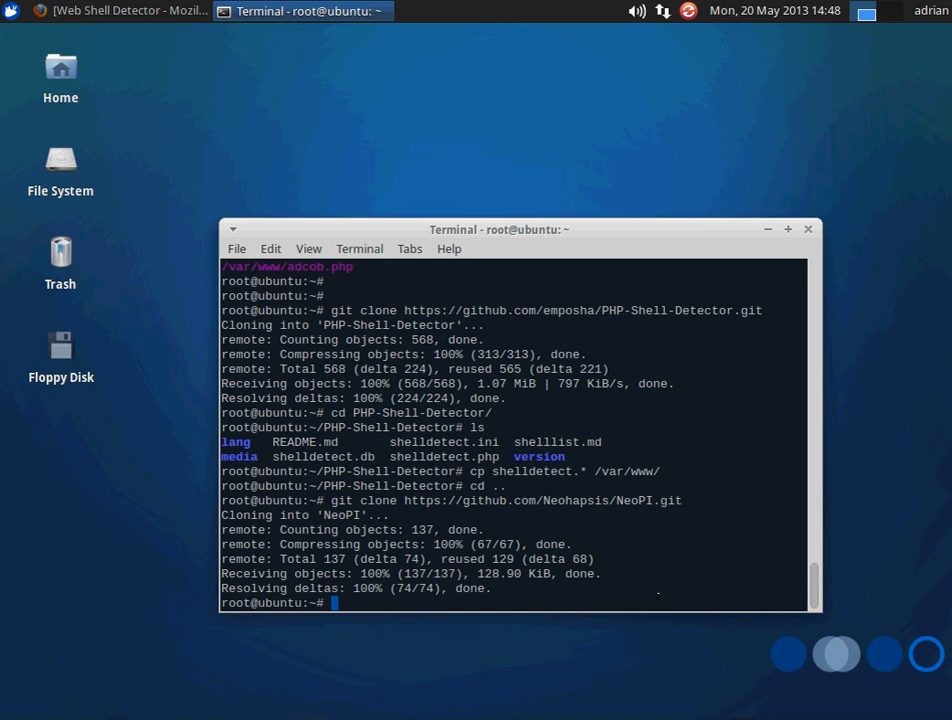 [Web Shell Detector - Mozil...
Terminal - root@ubuntu: ~
Mon, 20 May 2013 14:48
adrian
Home
File System
Trash
Floppy Disk
Terminal - root@ubuntu: ~
File Edit View Terminal Tabs Help
/var/www/adcob.php
root@ubuntu:~#
root@ubuntu:~#
root@ubuntu:~# git clone https://github.com/emposha/PHP-Shell-Detector.git
Cloning into 'PHP-Shell-Detector'...
remote: Counting objects: 568, done.
remote: Compressing objects: 100% (313/313), done.
remote: Total 568 (delta 224), reused 565 (delta 221)
Receiving objects: 100% (568/568), 1.07 MiB | 797 KiB/s, done.
Resolving deltas: 100% (224/224), done.
root@ubuntu:~# cd PHP-Shell-Detector/
root@ubuntu:~/PHP-Shell-Detector# ls
lang README.md shelldetect.ini shelllist.md
media shelldetect.db shelldetect.php version
root@ubuntu:~/PHP-Shell-Detector# cp shelldetect.* /var/www/
root@ubuntu:~/PHP-Shell-Detector# cd ..
root@ubuntu:~# git clone https://github.com/Neohapsis/NeoPI.git
Cloning into 'NeoPI'...
remote: Counting objects: 137, done.
remote: Compressing objects: 100% (67/67), done.
remote: Total 137 (delta 74), reused 129 (delta 68)
Receiving objects: 100% (137/137), 128.90 KiB, done.
Resolving deltas: 100% (74/74), done.
root@ubuntu:~#